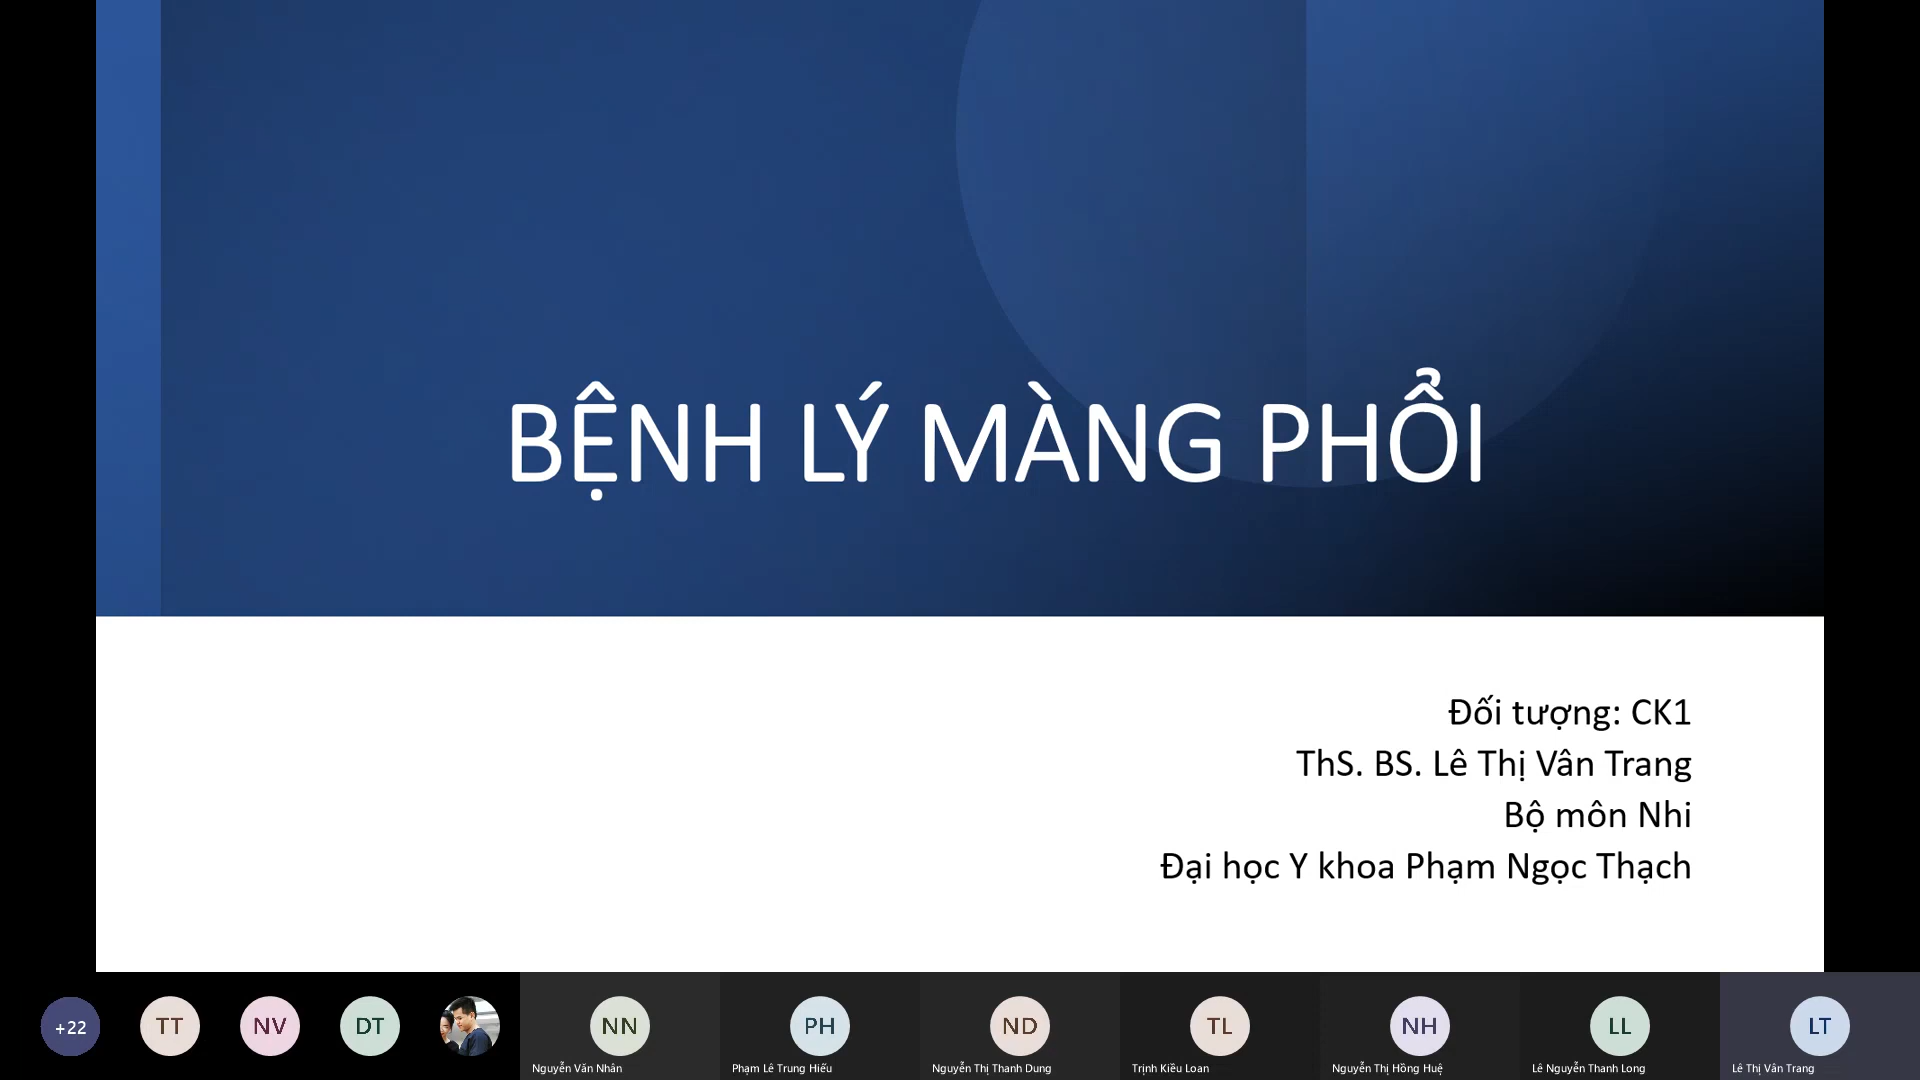 BỆNH LÝ MÀNG PHỔI
Đối tượng: CK1
ThS. BS. Lê Thị Vân Trang
Bộ môn Nhi
Đại học Y khoa Phạm Ngọc Thạch
+22
TT
NV
DT
NN
PH
ND
TL
NH
LL
LT
Nguyễn Văn Nhân
Phạm Lê Trung Hiếu
Nguyễn Thị Thanh Dung
Trịnh Kiều Loan
Nguyễn Thị Hồng Huệ
Lê Nguyễn Thanh Long
Lê Thị Vân Trang